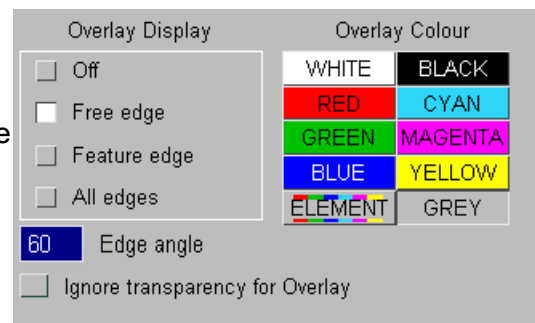 Overlay Display
Off
e
Free edge
Feature edge
All edges
60 Edge angle
Ignore transparency for Overlay
Overlay Colour
WHITE BLACK
RED CYAN
GREEN MAGENTA
BLUE YELLOW
ELEMENT GREY